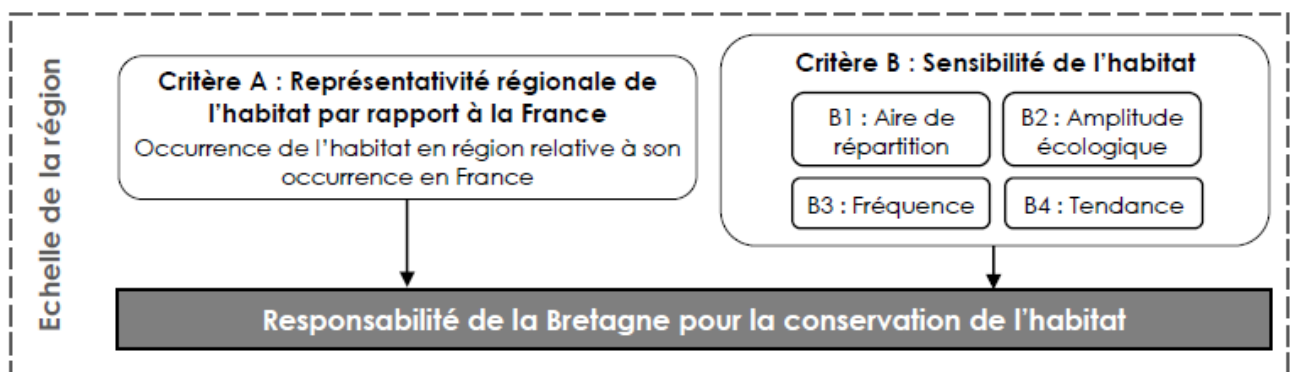 Echelle de la région
Critère A : Représentativité régionale de
l'habitat par rapport à la France
Occurrence de l'habitat en région relative à son
occurrence en France
Critère B : Sensibilité de l'habitat
B1 : Aire de
répartition
B2 : Amplitude
écologique
B3 : Fréquence
B4 : Tendance
Responsabilité de la Bretagne pour la conservation de l'habitat